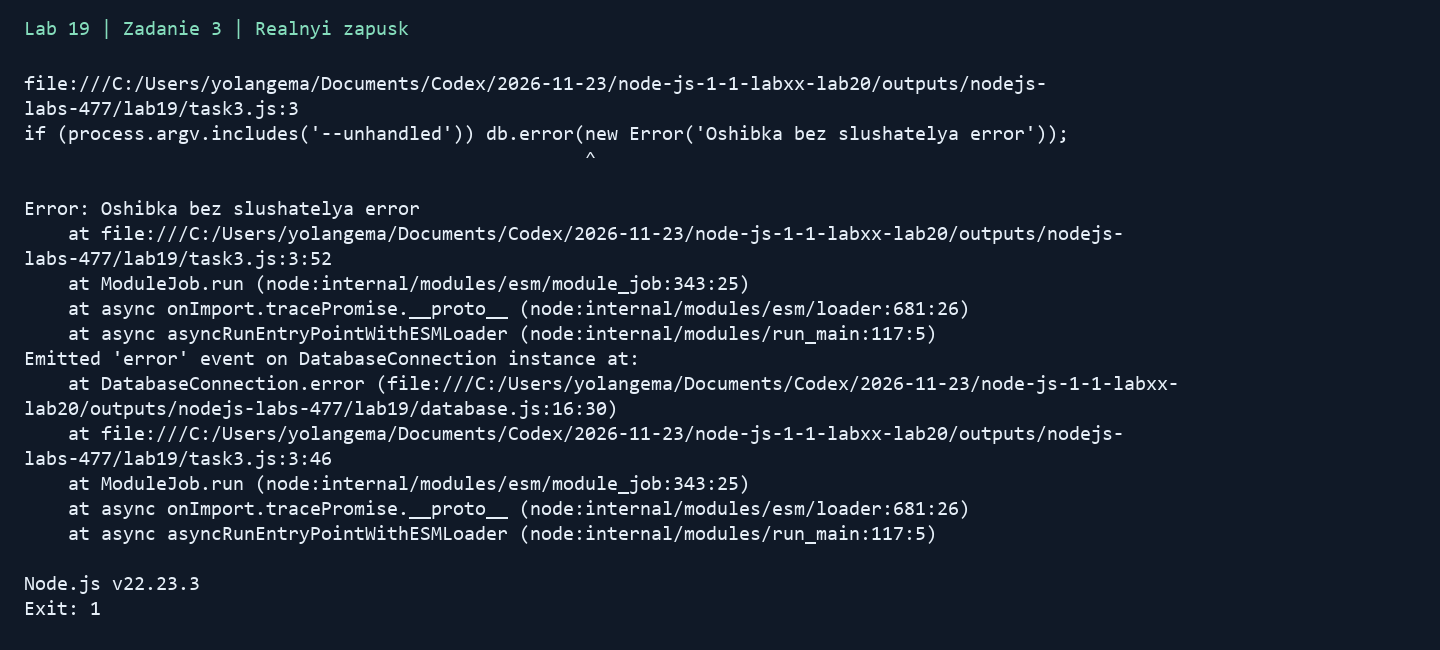 Lab 19 | Zadanie 3 | Realnyi zapusk
file:///C:/Users/yolangema/Documents/Codex/2026-11-23/node-js-1-1-labxx-lab20/outputs/nodejs-
labs-477/lab19/task3.js:3
if (process.argv.includes('--unhandled')) db.error(new Error('Oshibka bez slushatelya error'));
^
Error: Oshibka bez slushatelya error
at file:///C:/Users/yolangema/Documents/Codex/2026-11-23/node-js-1-1-labxx-lab20/outputs/nodejs-
labs-477/lab19/task3.js:3:52
at ModuleJob.run (node:internal/modules/esm/module_job:343:25)
at async onImport.tracePromise.__proto__ (node:internal/modules/esm/loader:681:26)
at async asyncRunEntryPointWithESMLoader (node:internal/modules/run_main:117:5)
Emitted 'error' event on DatabaseConnection instance at:
at DatabaseConnection.error (file:///C:/Users/yolangema/Documents/Codex/2026-11-23/node-js-1-1-labxx-
lab20/outputs/nodejs-labs-477/lab19/database.js:16:30)
at file:///C:/Users/yolangema/Documents/Codex/2026-11-23/node-js-1-1-labxx-lab20/outputs/nodejs-
labs-477/lab19/task3.js:3:46
at ModuleJob.run (node:internal/modules/esm/module_job:343:25)
at async onImport.tracePromise.__proto__ (node:internal/modules/esm/loader:681:26)
at async asyncRunEntryPointWithESMLoader (node:internal/modules/run_main:117:5)
Node.js v22.23.3
Exit: 1